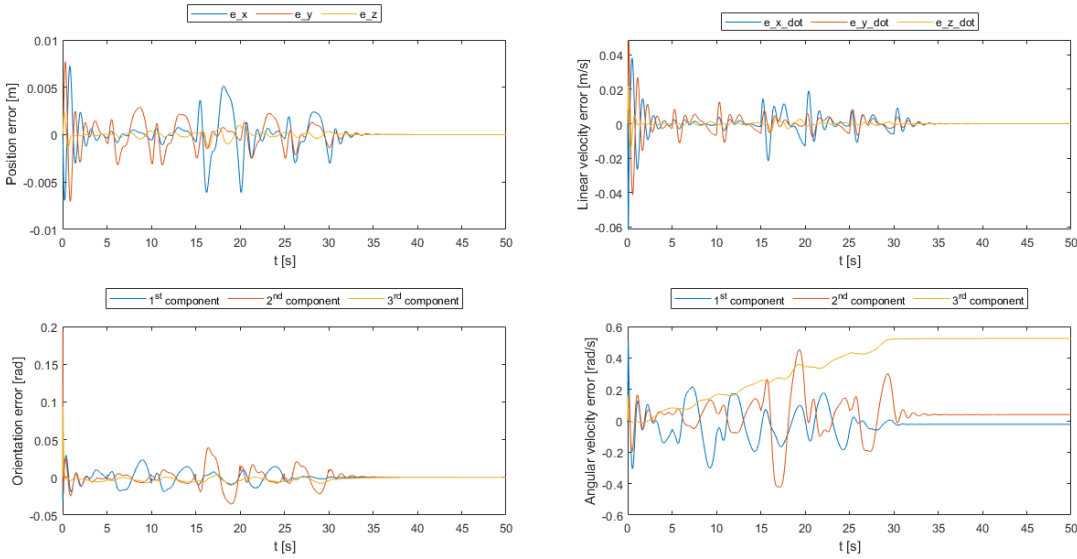 e_x e_y e_z
0.01
0.005
0
-0.005
-0.01
Position error [m]
0 5 10 15 20 25 30 35 40 45 50
t [s]
e_x_dot e_y_dot e_z_dot
0.04
0.02
0
-0.02
-0.04
-0.06
Linear velocity error [m/s]
0 5 10 15 20 25 30 35 40 45 50
t [s]
1st component 2nd component 3rd component
0.2
0.15
0.1
0.05
0
-0.05
Orientation error [rad]
0 5 10 15 20 25 30 35 40 45 50
t [s]
1st component 2nd component 3rd component
0.6
0.4
0.2
0
-0.2
-0.4
-0.6
Angular velocity error [rad/s]
0 5 10 15 20 25 30 35 40 45 50
t [s]